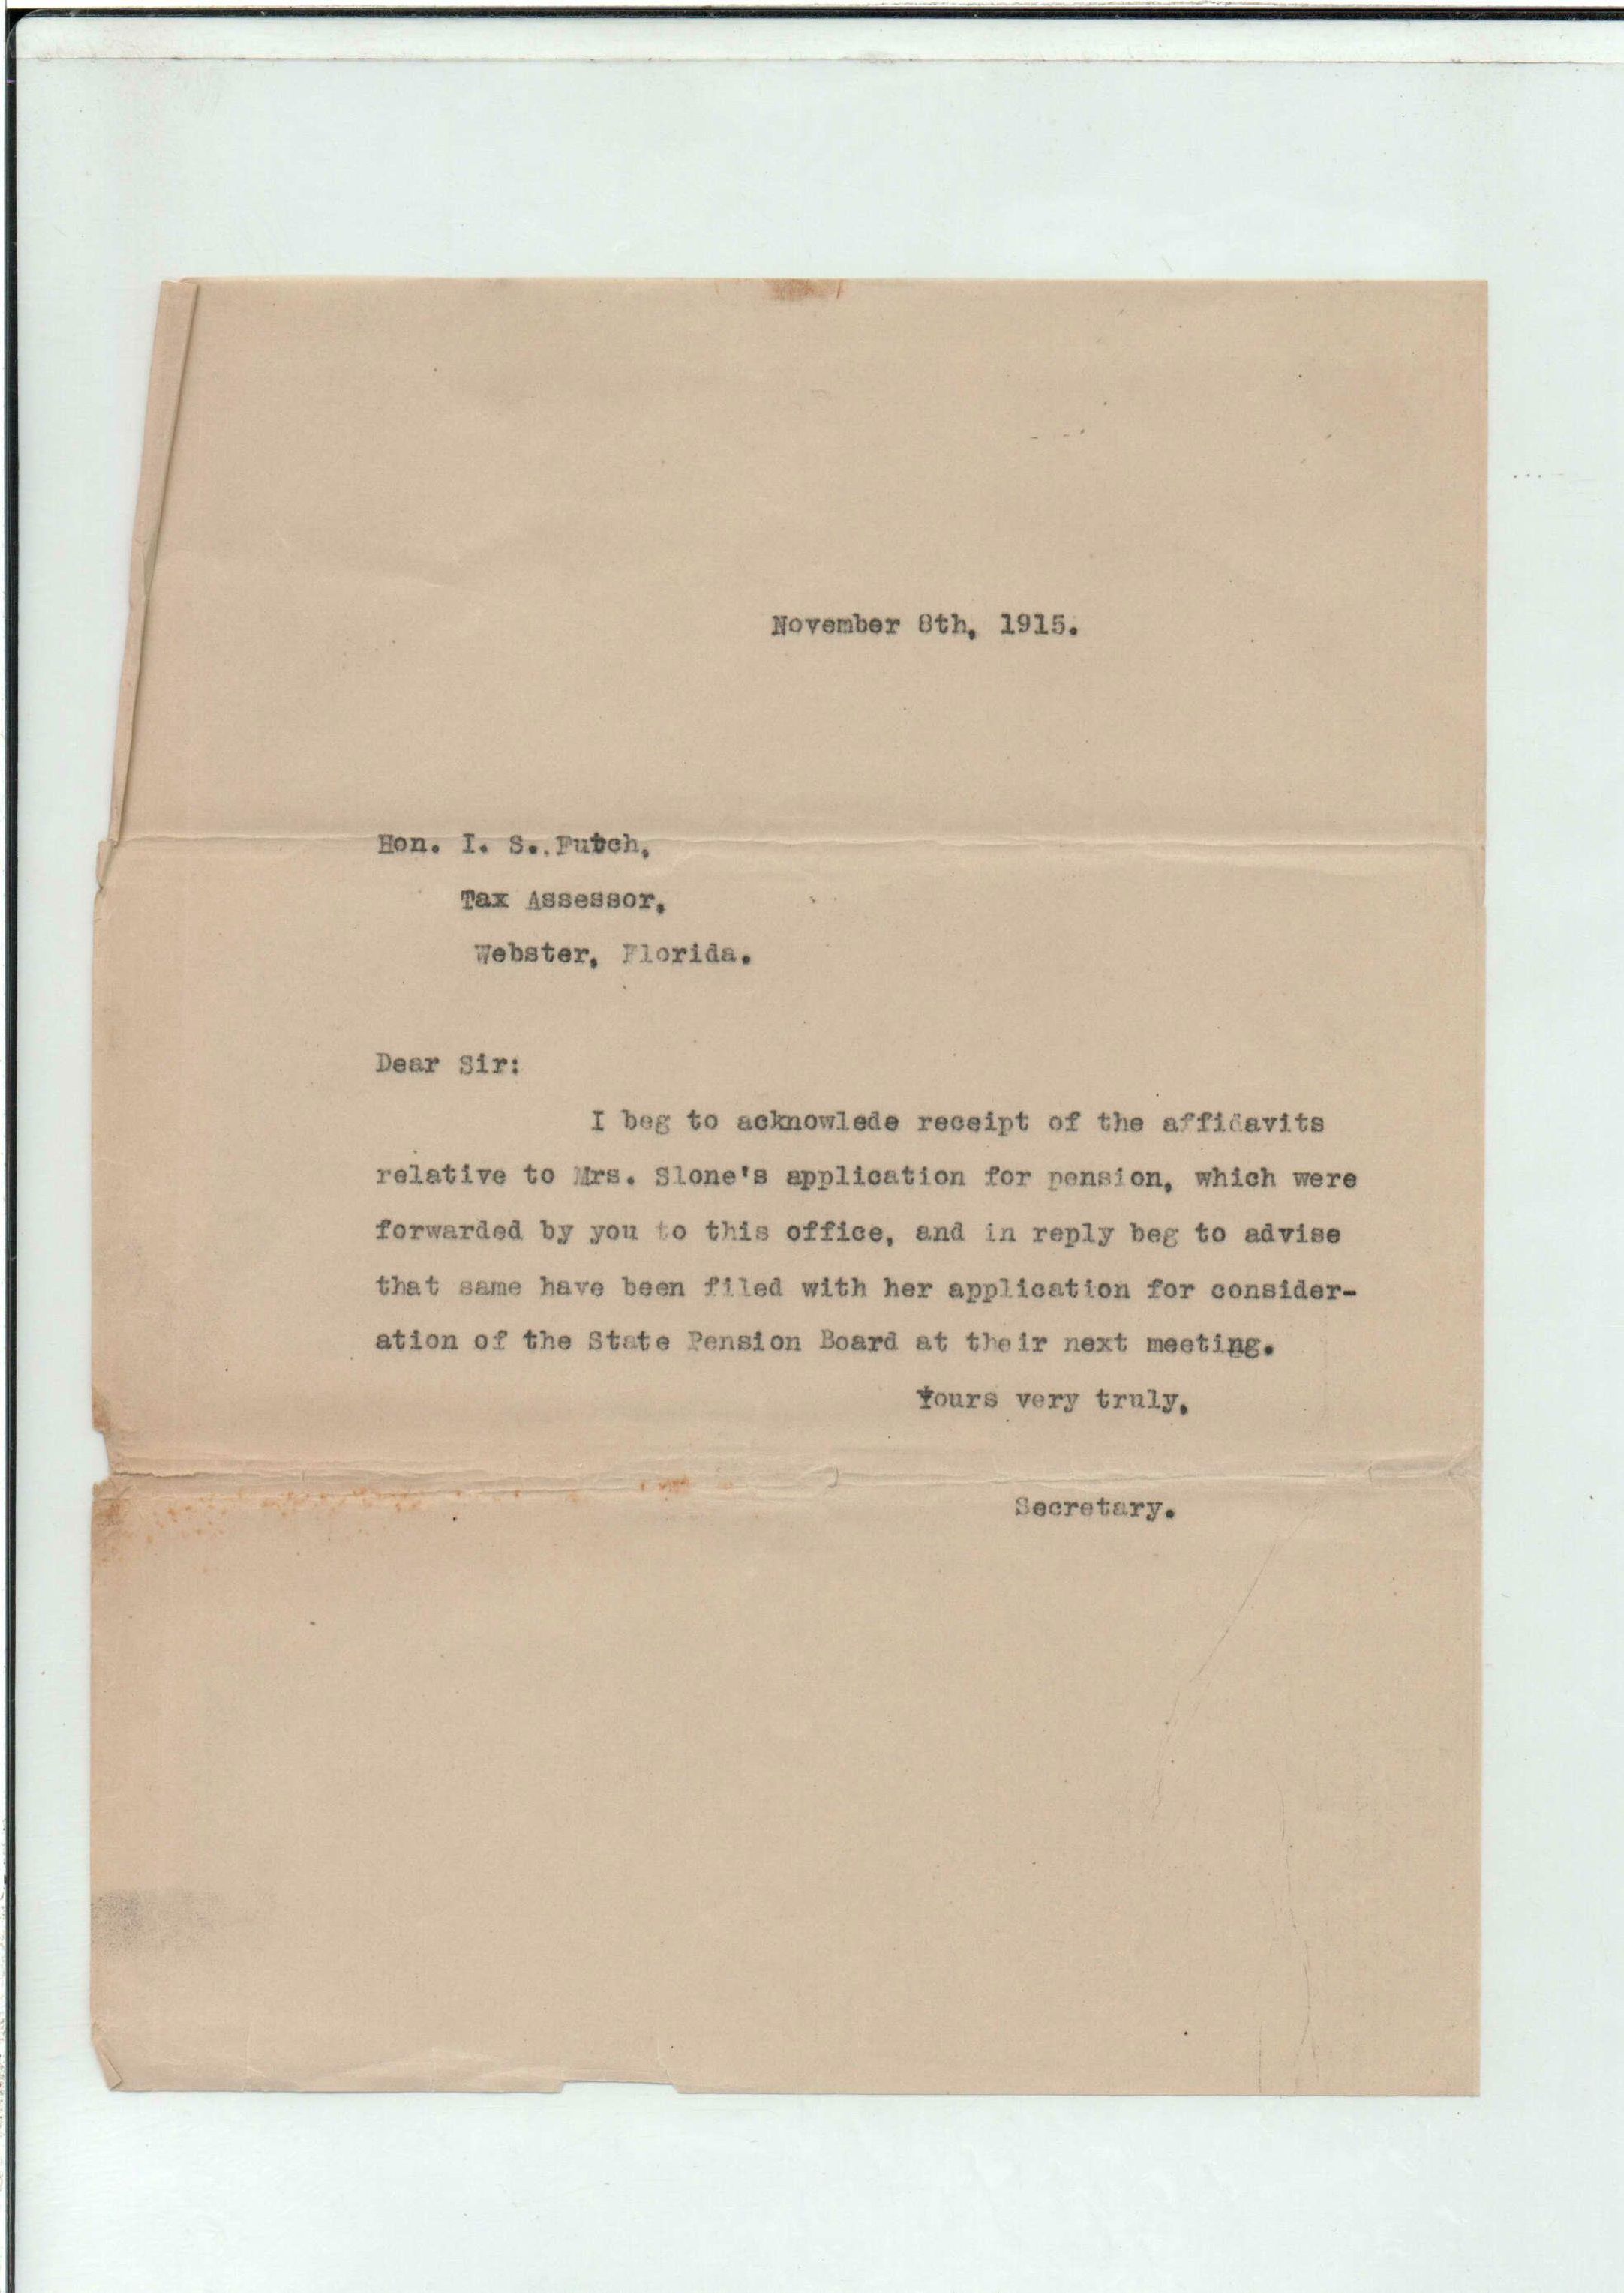 November 8th, 1915.
Hon. I. S. Futch,
Tax Assessor,
Webster, Florida.
Dear Sir:
I beg to acknowlede receipt of the affidavits
relative to Mrs. Slone's application for pension, which were
forwarded by you to this office, and in reply beg to advise
that same have been filed with her application for consider-
ation of the State Pension Board at their next meeting.
Yours very truly,
Secretary.